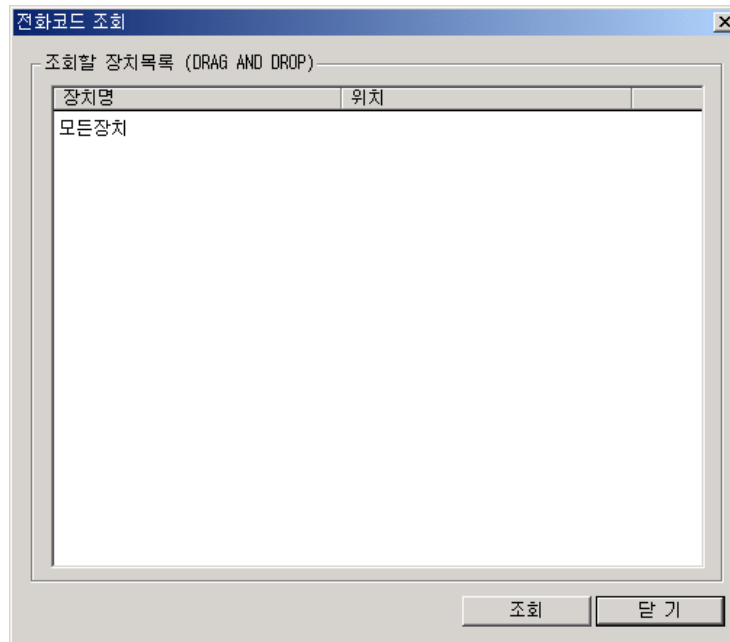 전화코드 조회
조회할 장치목록 (DRAG AND DROP)
장치명 위치
모든장치
조회 닫 기